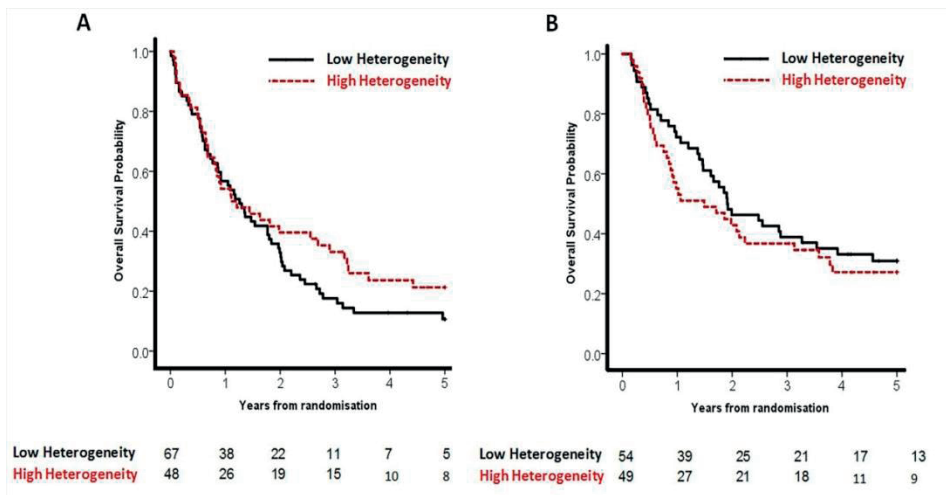 A
Low Heterogeneity
High Heterogeneity
Overall Survival Probability
1.0
0.8
0.6
0.4
0.2
0.0
0 1 2 3 4 5
Years from randomisation
Low Heterogeneity 67 38 22 11 7 5
High Heterogeneity 48 26 19 15 10 8
B
Low Heterogeneity
High Heterogeneity
Overall Survival Probability
1.0
0.8
0.6
0.4
0.2
0.0
0 1 2 3 4 5
Years from randomisation
Low Heterogeneity 54 39 25 21 17 13
High Heterogeneity 49 27 21 18 11 9